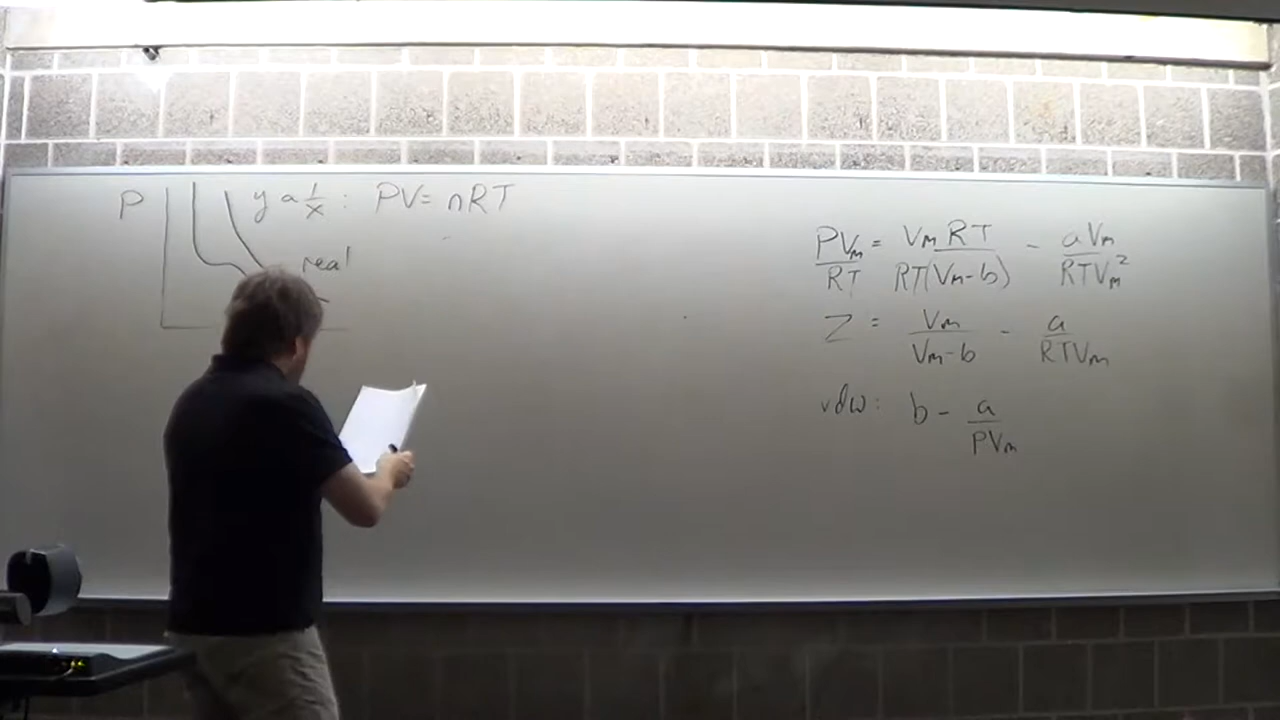 P
y α 1/x : PV = nRT
real
PVm/RT = VmRT/RT(Vm-b) - aVm/RTVm²
Z = Vm/Vm-b - a/RTVm
vdw: b - a/PVm